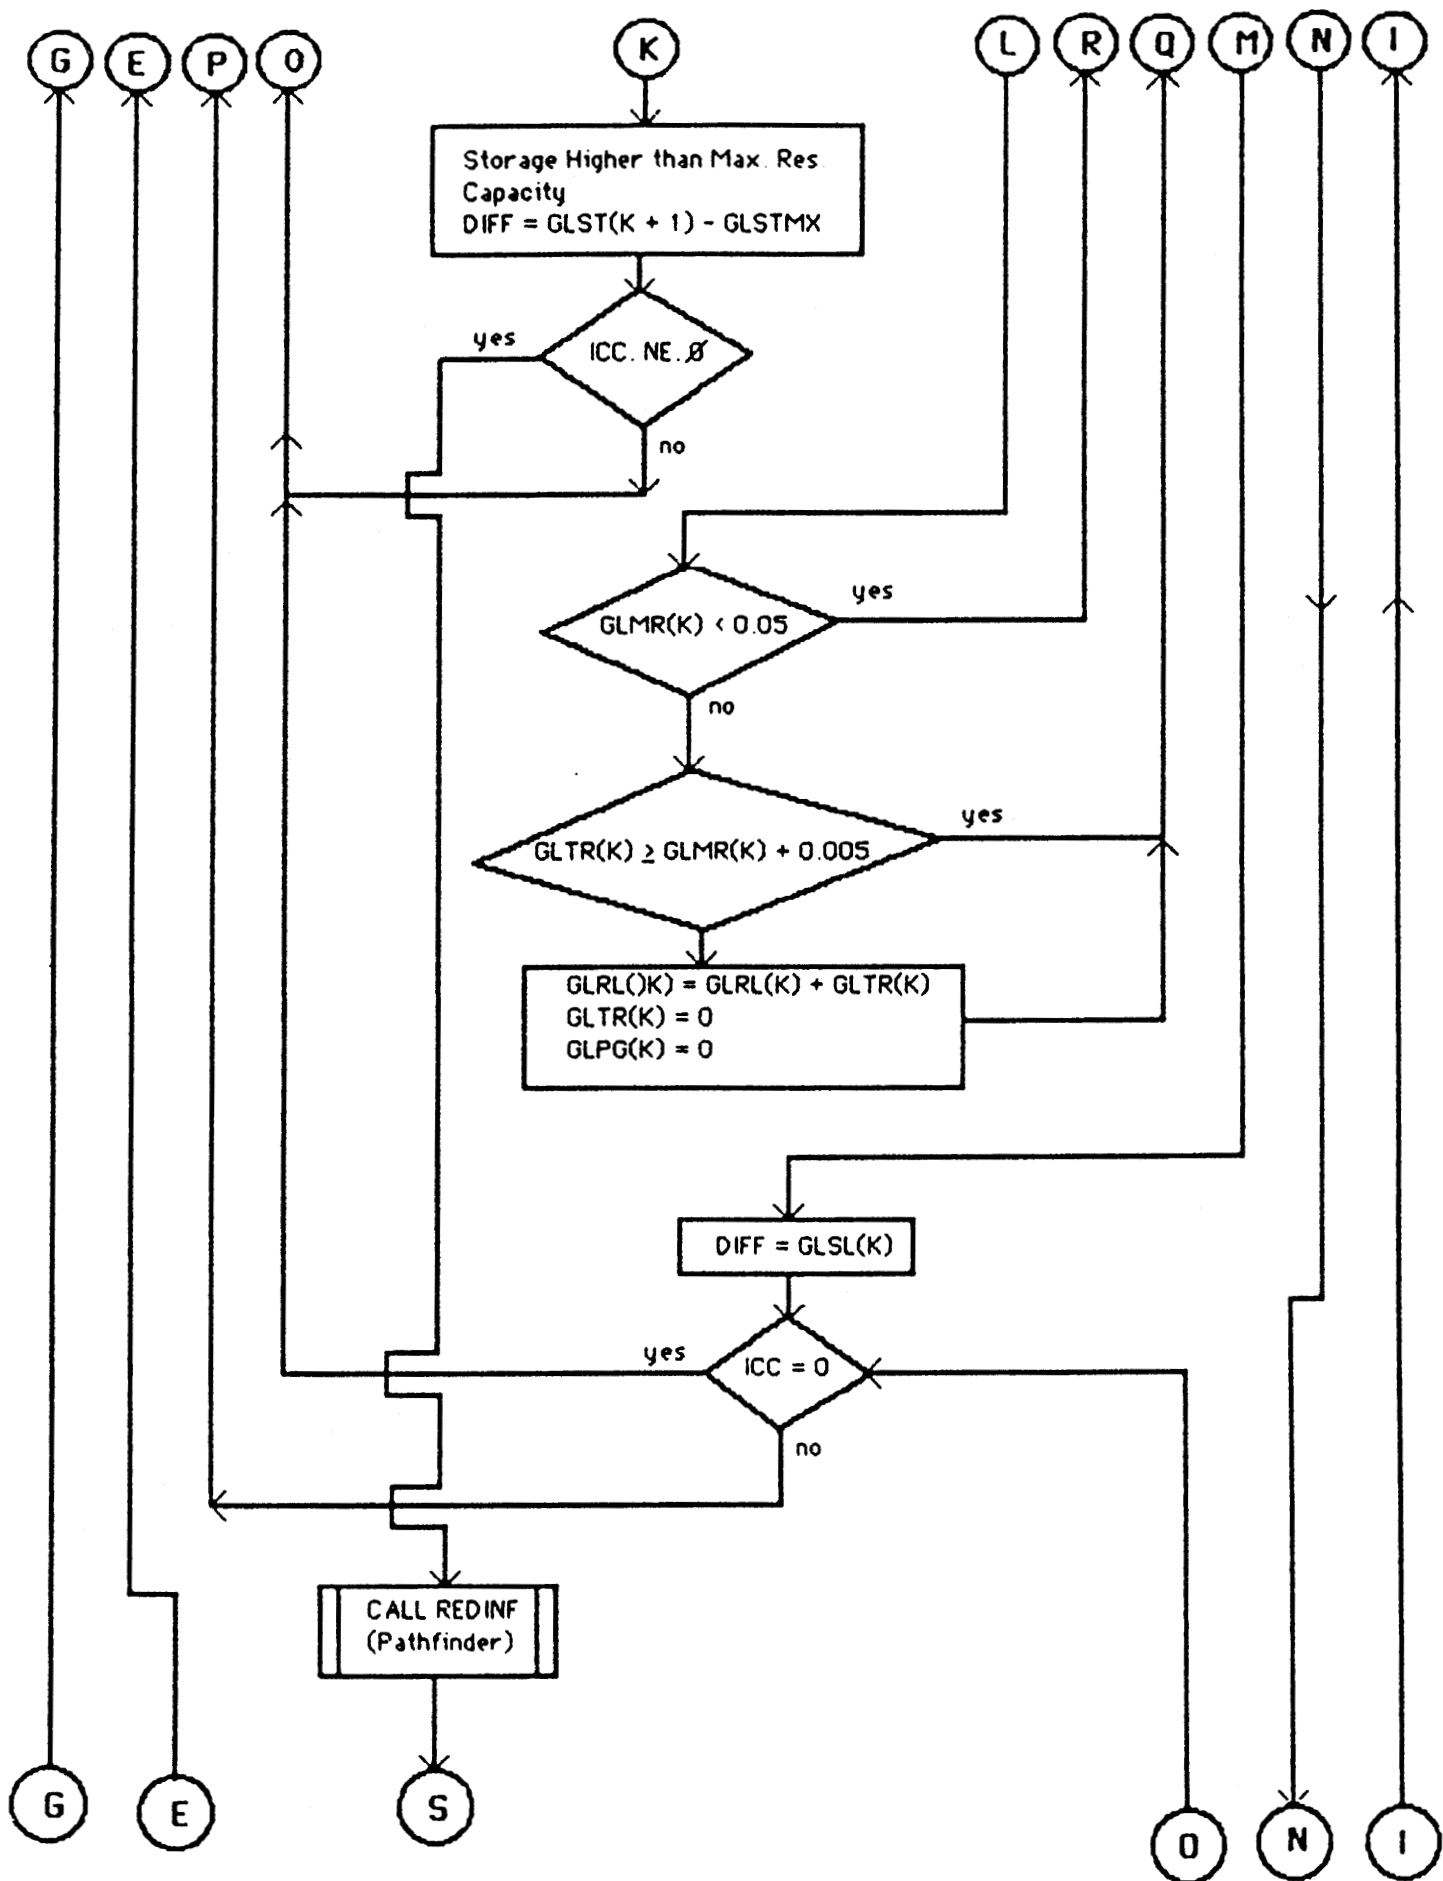 G E P O K L R Q M N I
Storage Higher than Max. Res.
Capacity
DIFF = GLST(K + 1) - GLSTMX
yes
ICC. NE. Ø
no
yes
GLMR(K) < 0.05
no
yes
GLTR(K) ≥ GLMR(K) + 0.005
GLRL()K) = GLRL(K) + GLTR(K)
GLTR(K) = 0
GLPG(K) = 0
DIFF = GLSL(K)
yes
ICC = 0
no
CALL REDINF
(Pathfinder)
G E S O N I